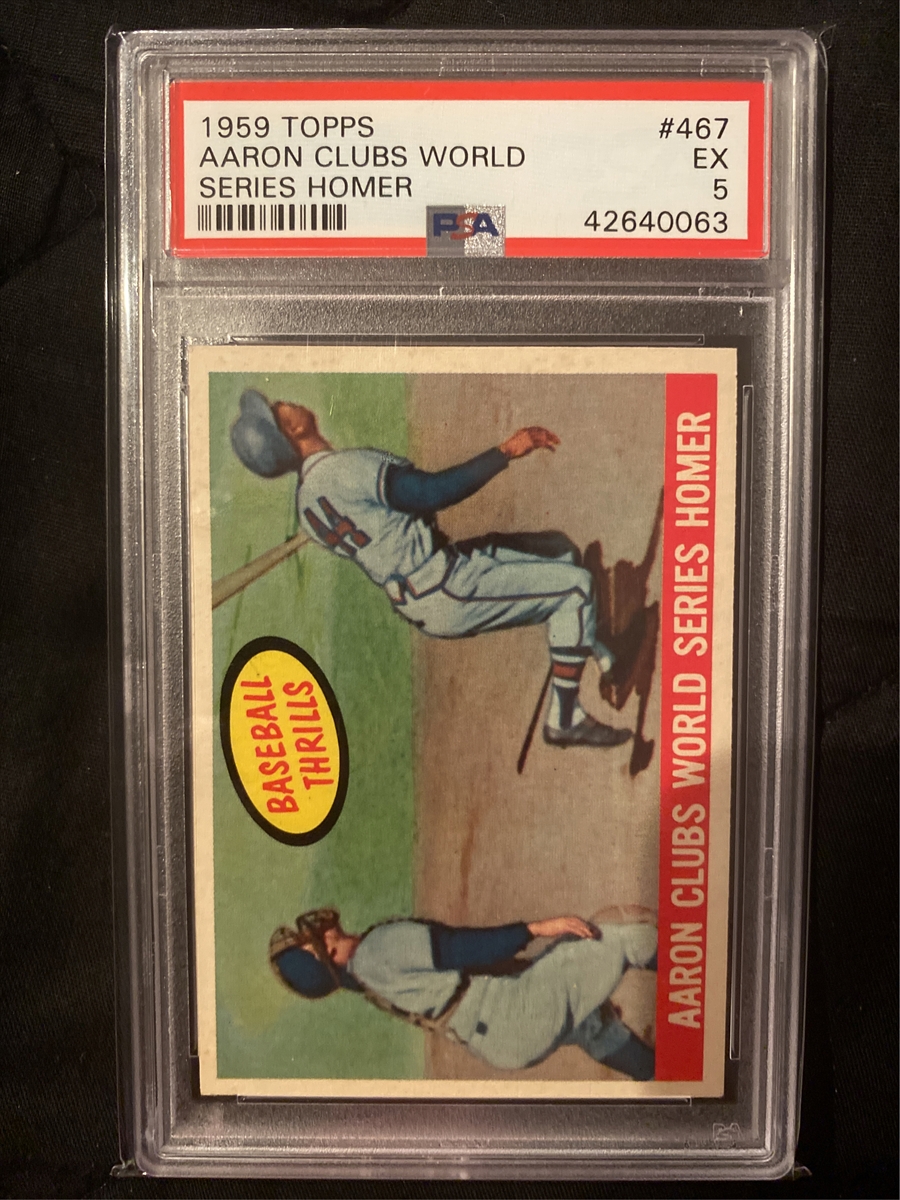 1959 TOPPS #467
AARON CLUBS WORLD EX
SERIES HOMER 5
PSA 42640063
BASEBALL
THRILLS
44
AARON CLUBS WORLD SERIES HOMER